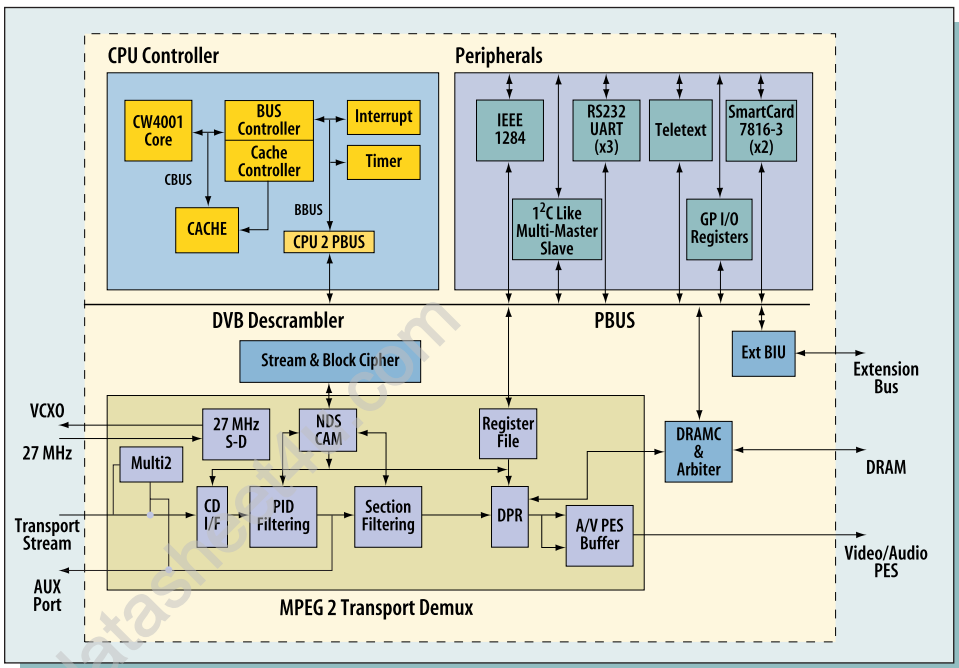 CPU Controller
Peripherals
CW4001
Core
BUS
Controller
Cache
Controller
Interrupt
Timer
CBUS
BBUS
CACHE
CPU 2 PBUS
IEEE
1284
RS232
UART
(x3)
Teletext
SmartCard
7816-3
(x2)
1²C Like
Multi-Master
Slave
GP I/O
Registers
DVB Descrambler
PBUS
Stream & Block Cipher
Ext BIU
Extension
Bus
VCXO
27 MHz
27 MHz
S-D
NDS
CAM
Register
File
DRAMC
&
Arbiter
DRAM
Multi2
CD
I/F
PID
Filtering
Section
Filtering
DPR
A/V PES
Buffer
Transport
Stream
AUX
Port
Video/Audio
PES
MPEG 2 Transport Demux
datasheet4u.com